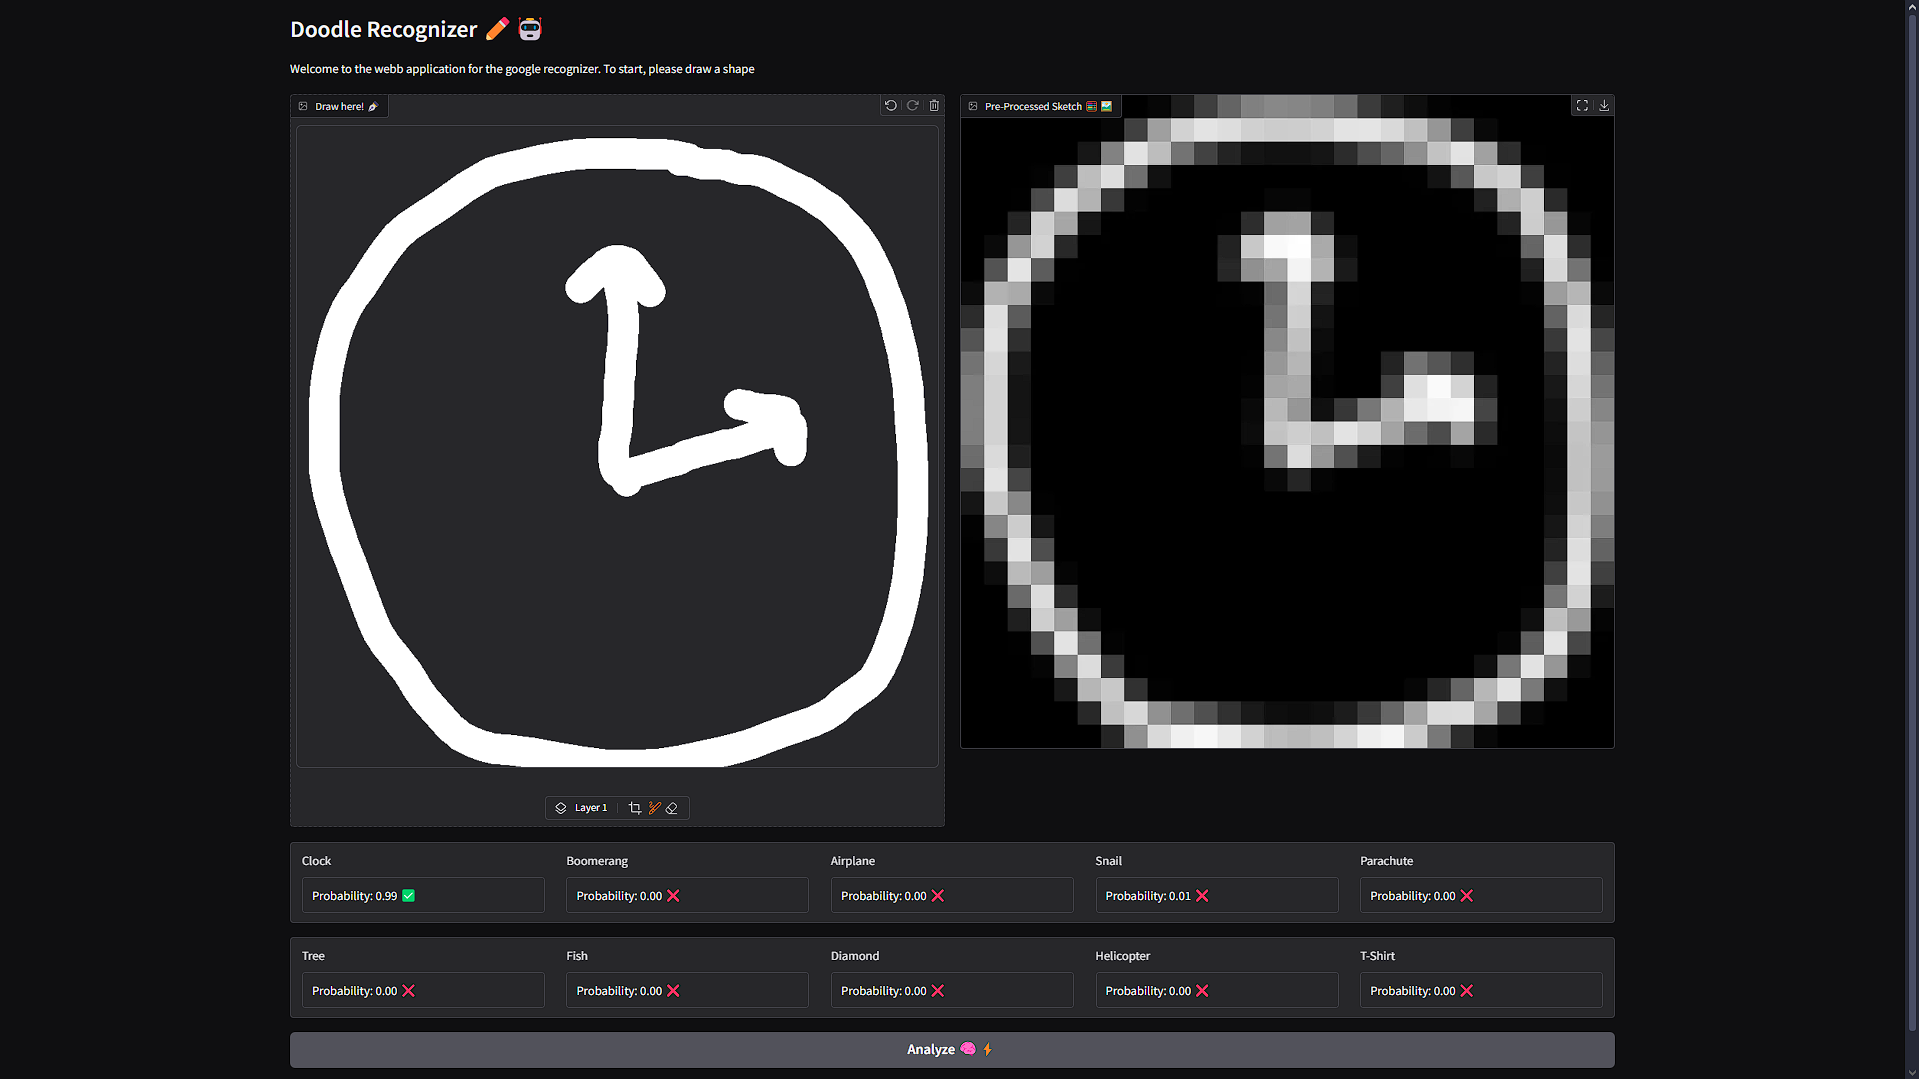 Doodle Recognizer ✏️ 🤖
Welcome to the webb application for the google recognizer. To start, please draw a shape
Draw here!
Pre-Processed Sketch
Layer 1
Clock Boomerang Airplane Snail Parachute
Probability: 0.99 ✅ Probability: 0.00 ❌ Probability: 0.00 ❌ Probability: 0.01 ❌ Probability: 0.00 ❌
Tree Fish Diamond Helicopter T-Shirt
Probability: 0.00 ❌ Probability: 0.00 ❌ Probability: 0.00 ❌ Probability: 0.00 ❌ Probability: 0.00 ❌
Analyze 🧠 ⚡